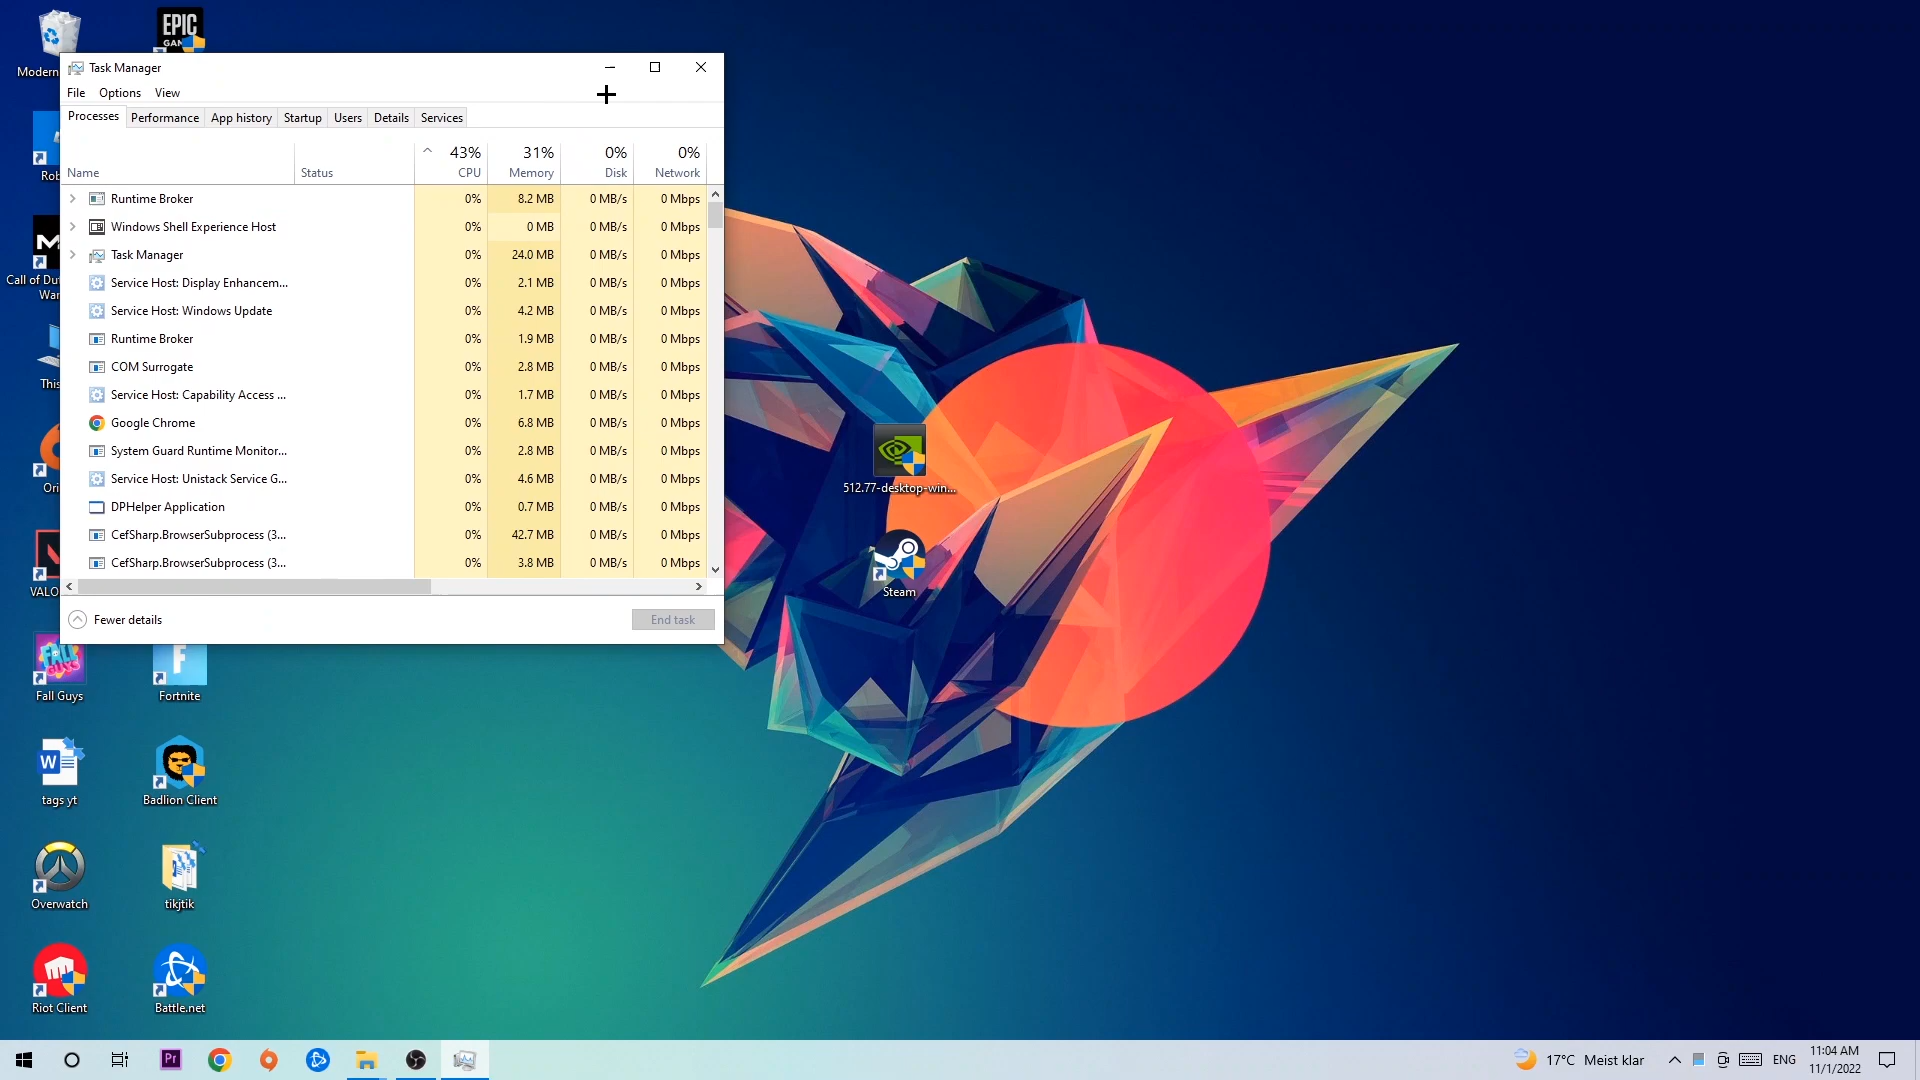 Modern
EPIC
GAM
Task Manager
File Options View
Processes Performance App history Startup Users Details Services
43% 31% 0% 0%
Name Status CPU Memory Disk Network
Runtime Broker 0% 8.2 MB 0 MB/s 0 Mbps
Windows Shell Experience Host 0% 0 MB 0 MB/s 0 Mbps
Task Manager 0% 24.0 MB 0 MB/s 0 Mbps
Service Host: Display Enhancem... 0% 2.1 MB 0 MB/s 0 Mbps
Service Host: Windows Update 0% 4.2 MB 0 MB/s 0 Mbps
Runtime Broker 0% 1.9 MB 0 MB/s 0 Mbps
COM Surrogate 0% 2.8 MB 0 MB/s 0 Mbps
Service Host: Capability Access ... 0% 1.7 MB 0 MB/s 0 Mbps
Google Chrome 0% 6.8 MB 0 MB/s 0 Mbps
System Guard Runtime Monitor... 0% 2.8 MB 0 MB/s 0 Mbps
Service Host: Unistack Service G... 0% 4.6 MB 0 MB/s 0 Mbps
DPHelper Application 0% 0.7 MB 0 MB/s 0 Mbps
CefSharp.BrowserSubprocess (3... 0% 42.7 MB 0 MB/s 0 Mbps
CefSharp.BrowserSubprocess (3... 0% 3.8 MB 0 MB/s 0 Mbps
Fewer details End task
Rob
M
Call of Du
War
This
Ori
VALO
512.77-desktop-win...
Steam
FALL GUYS
F
Fall Guys
Fortnite
W
tags yt
Badlion Client
Overwatch
tikjtik
Riot Client
Battle.net
Pr
17°C Meist klar ENG 11:04 AM
11/1/2022